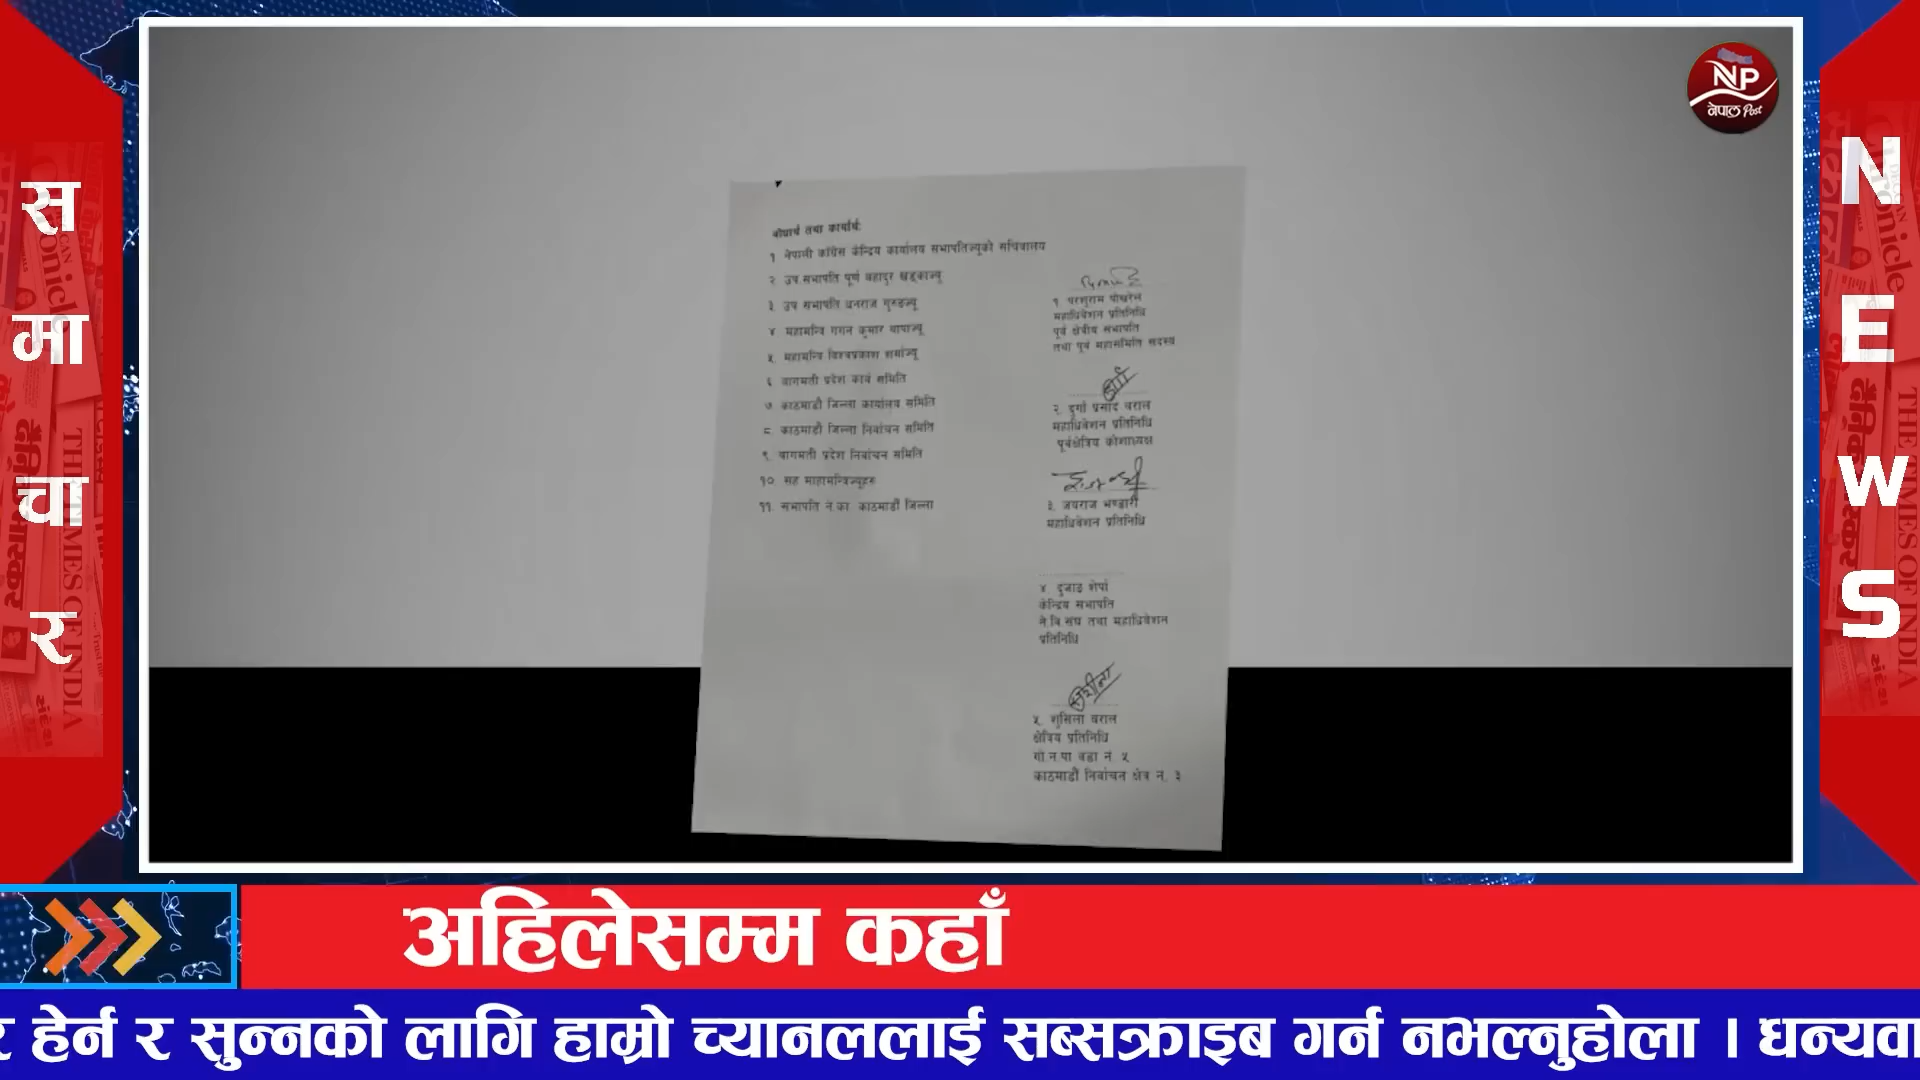 स
मा
चा
र
N
E
W
S
NP
नेपाल Post
बोधार्थ तथा कार्यार्थ:
१ नेपाली काँग्रेस केन्द्रिय कार्यालय सभापतिज्यूको सचिवालय
२ उप सभापति पूर्ण बहादुर खड्काज्यू
३ उप सभापति धनराज गुरुङज्यू
४ महामन्त्रि गगन कुमार थापाज्यू
५ महामन्त्रि विश्वप्रकाश शर्माज्यू
६ बागमती प्रदेश कार्य समिति
७ काठमाडौ जिल्ला कार्यालय समिति
८ काठमाडौ जिल्ला निर्वाचन समिति
९ बागमती प्रदेश निर्वाचन समिति
१० सह माहामन्त्रिज्यूहरु
११ सभापति ने.का काठमाडौं जिल्ला
१ परशुराम पोखरेल
महाधिवेशन प्रतिनिधि
पूर्व क्षेत्रीय सभापति
तथा पूर्व महासमिति सदस्य
२. दुर्गा प्रसाद बराल
महाधिवेशन प्रतिनिधि
पूर्वक्षेत्रिय कोशाध्यक्ष
३. जयराज भण्डारी
महाधिवेशन प्रतिनिधि
४ दुजाङ शेर्पा
केन्द्रिय सभापति
ने.वि.संघ तथा महाधिवेशन
प्रतिनिधि
सुशीला
५ शुसिला बराल
क्षेत्रिय प्रतिनिधि
गो.न.पा वडा नं. ५
काठमाडौं निर्वाचन क्षेत्र नं. ३
अहिलेसम्म कहाँ
र हेर्न र सुन्नको लागि हाम्रो च्यानललाई सब्सक्राइब गर्न नभल्नुहोला । धन्यवा